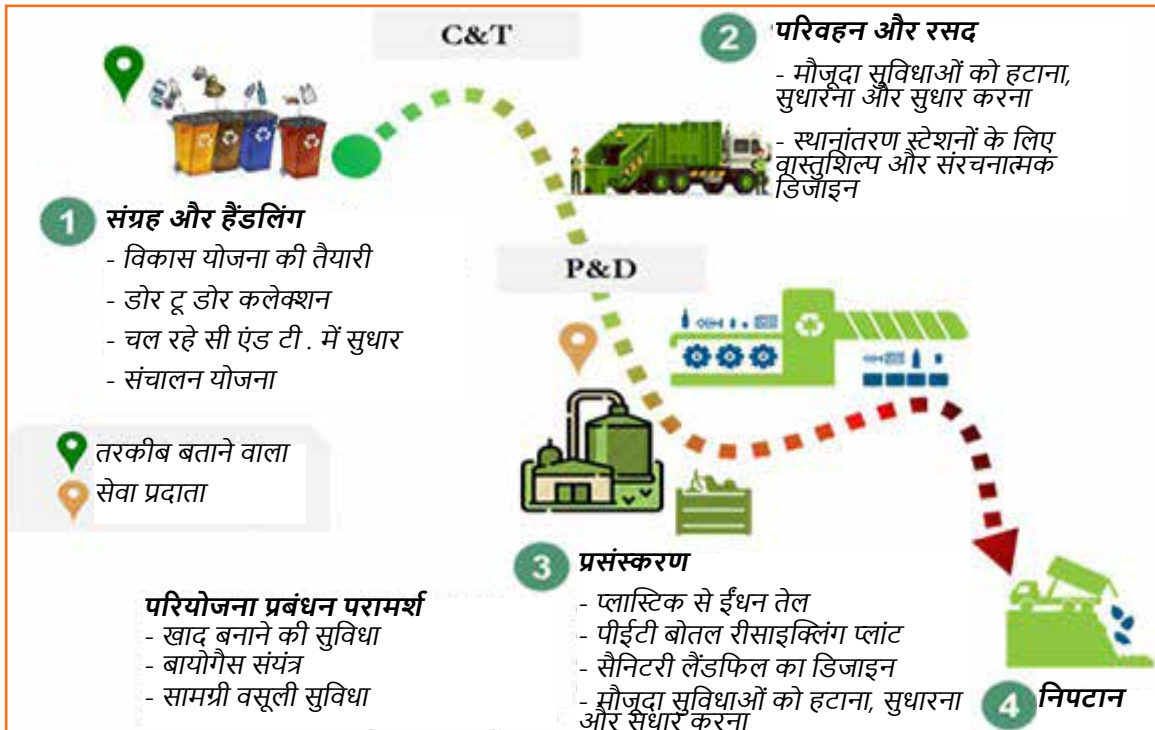 C&T
2 परिवहन और रसद
- मौजूदा सुविधाओं को हटाना,
सुधारना और सुधार करना
- स्थानांतरण स्टेशनों के लिए
वास्तुशिल्प और संरचनात्मक
डिजाइन
1 संग्रह और हैंडलिंग
- विकास योजना की तैयारी
- डोर टू डोर कलेक्शन
- चल रहे सी एंड टी . में सुधार
- संचालन योजना
P&D
तरकीब बताने वाला
सेवा प्रदाता
परियोजना प्रबंधन परामर्श
- खाद बनाने की सुविधा
- बायोगैस संयंत्र
- सामग्री वसूली सुविधा
3 प्रसंस्करण
- प्लास्टिक से ईंधन तेल
- पीईटी बोतल रीसाइक्लिंग प्लांट
- सैनिटरी लैंडफिल का डिजाइन
- मौजूदा सुविधाओं को हटाना, सुधारना
और सुधार करना
4 निपटान